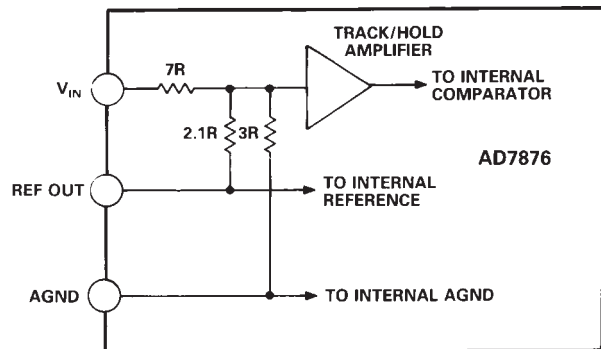 TRACK/HOLD
AMPLIFIER
7R
V_IN
TO INTERNAL
COMPARATOR
2.1R
3R
AD7876
REF OUT
TO INTERNAL
REFERENCE
AGND
TO INTERNAL AGND